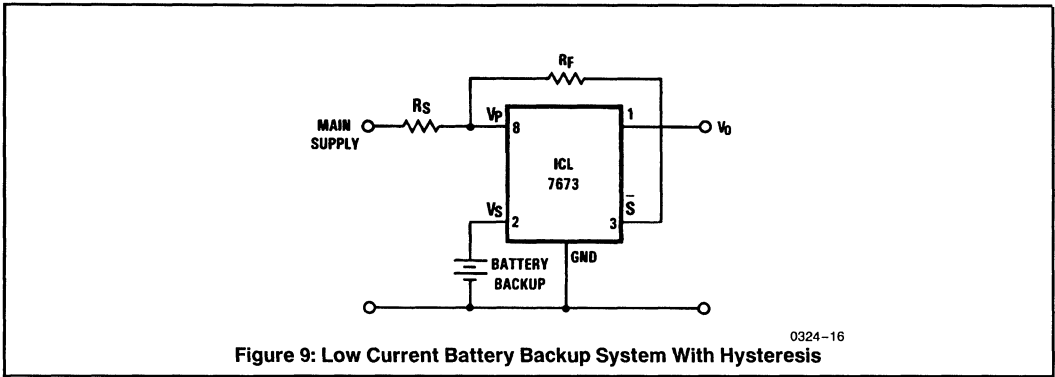 RF
RS
MAIN
SUPPLY
VP
8
1
VO
ICL
7673
S̄
VS
2
3
GND
BATTERY
BACKUP
0324–16
Figure 9: Low Current Battery Backup System With Hysteresis